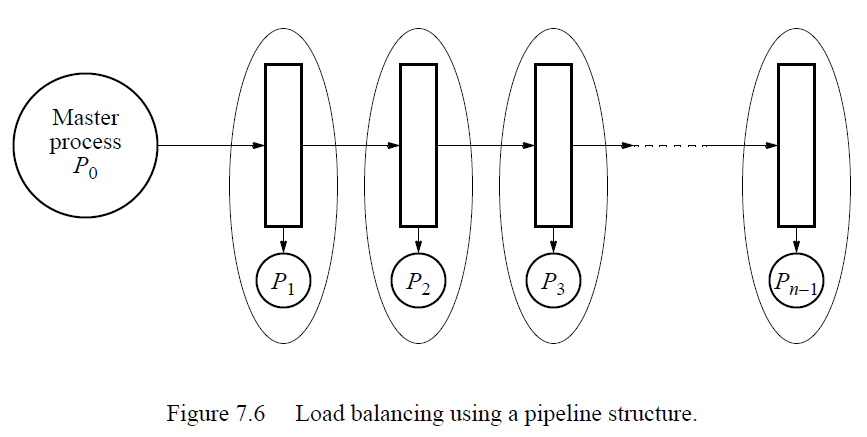 Master
process
P0
P1
P2
P3
Pn–1
Figure 7.6 Load balancing using a pipeline structure.